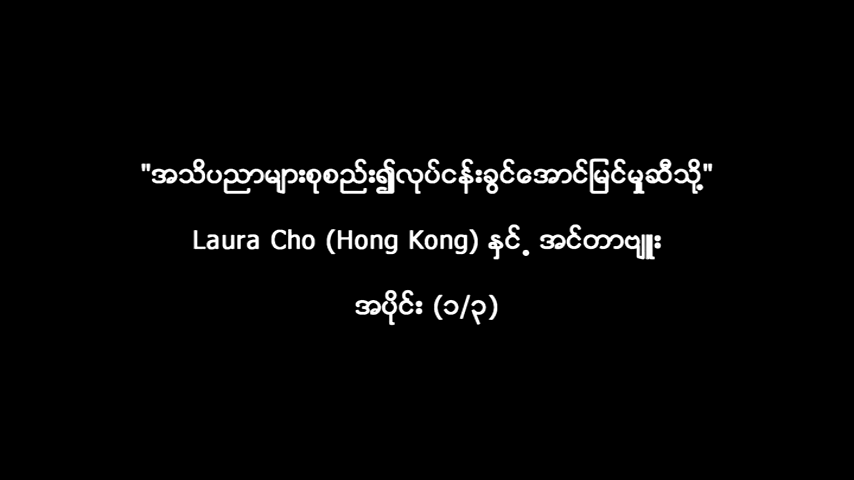 "အသိပညာများစုစည်း၍လုပ်ငန်းခွင်အောင်မြင်မှုဆီသို့"
Laura Cho (Hong Kong) နှင့် အင်တာဗျူး
အပိုင်း (၁/၃)